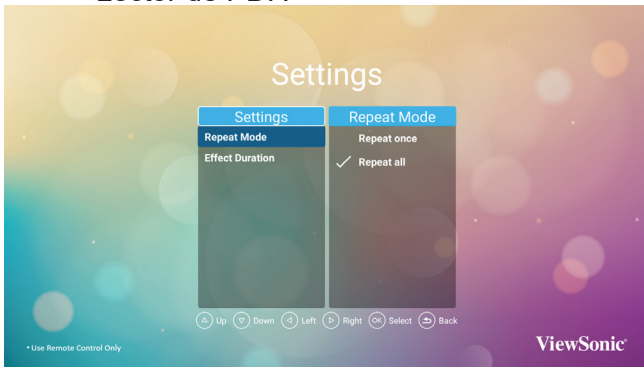 Settings
Settings
Repeat Mode
Repeat Mode
Repeat once
Effect Duration
Repeat all
Up Down Left Right OK Select Back
• Use Remote Control Only
ViewSonic®